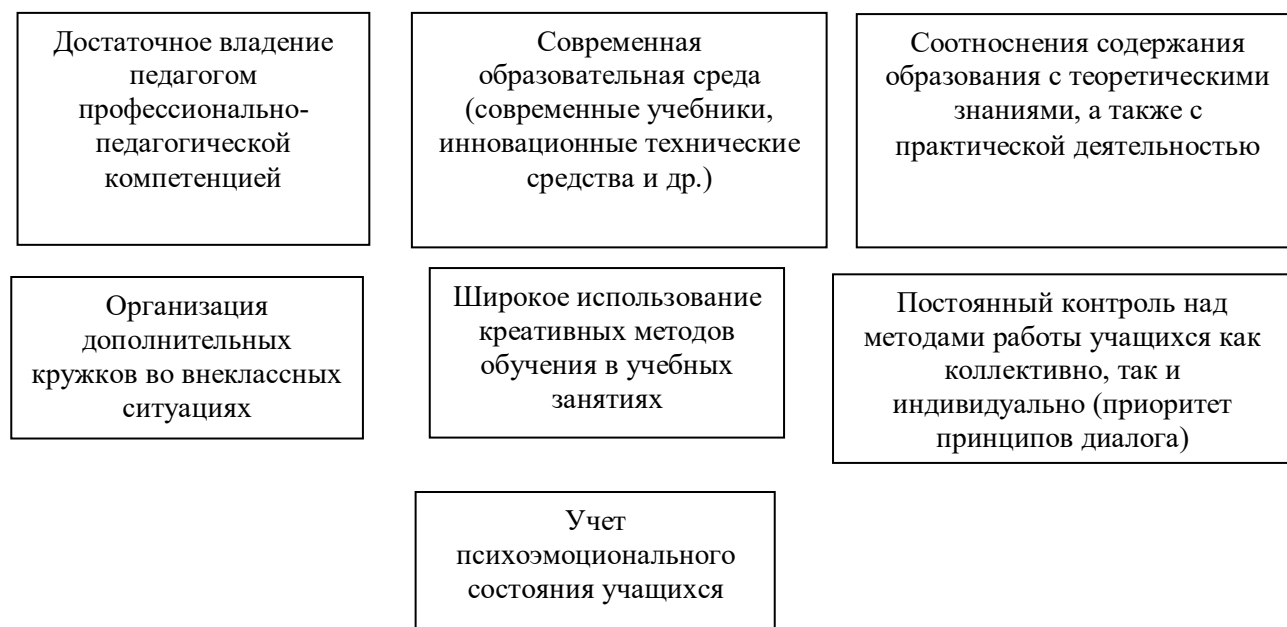 Достаточное владение
педагогом
профессионально-
педагогической
компетенцией
Современная
образовательная среда
(современные учебники,
инновационные технические
средства и др.)
Соотноснения содержания
образования с теоретическими
знаниями, а также с
практической деятельностью
Организация
дополнительных
кружков во внеклассных
ситуациях
Широкое использование
креативных методов
обучения в учебных
занятиях
Постоянный контроль над
методами работы учащихся как
коллективно, так и
индивидуально (приоритет
принципов диалога)
Учет
психоэмоционального
состояния учащихся